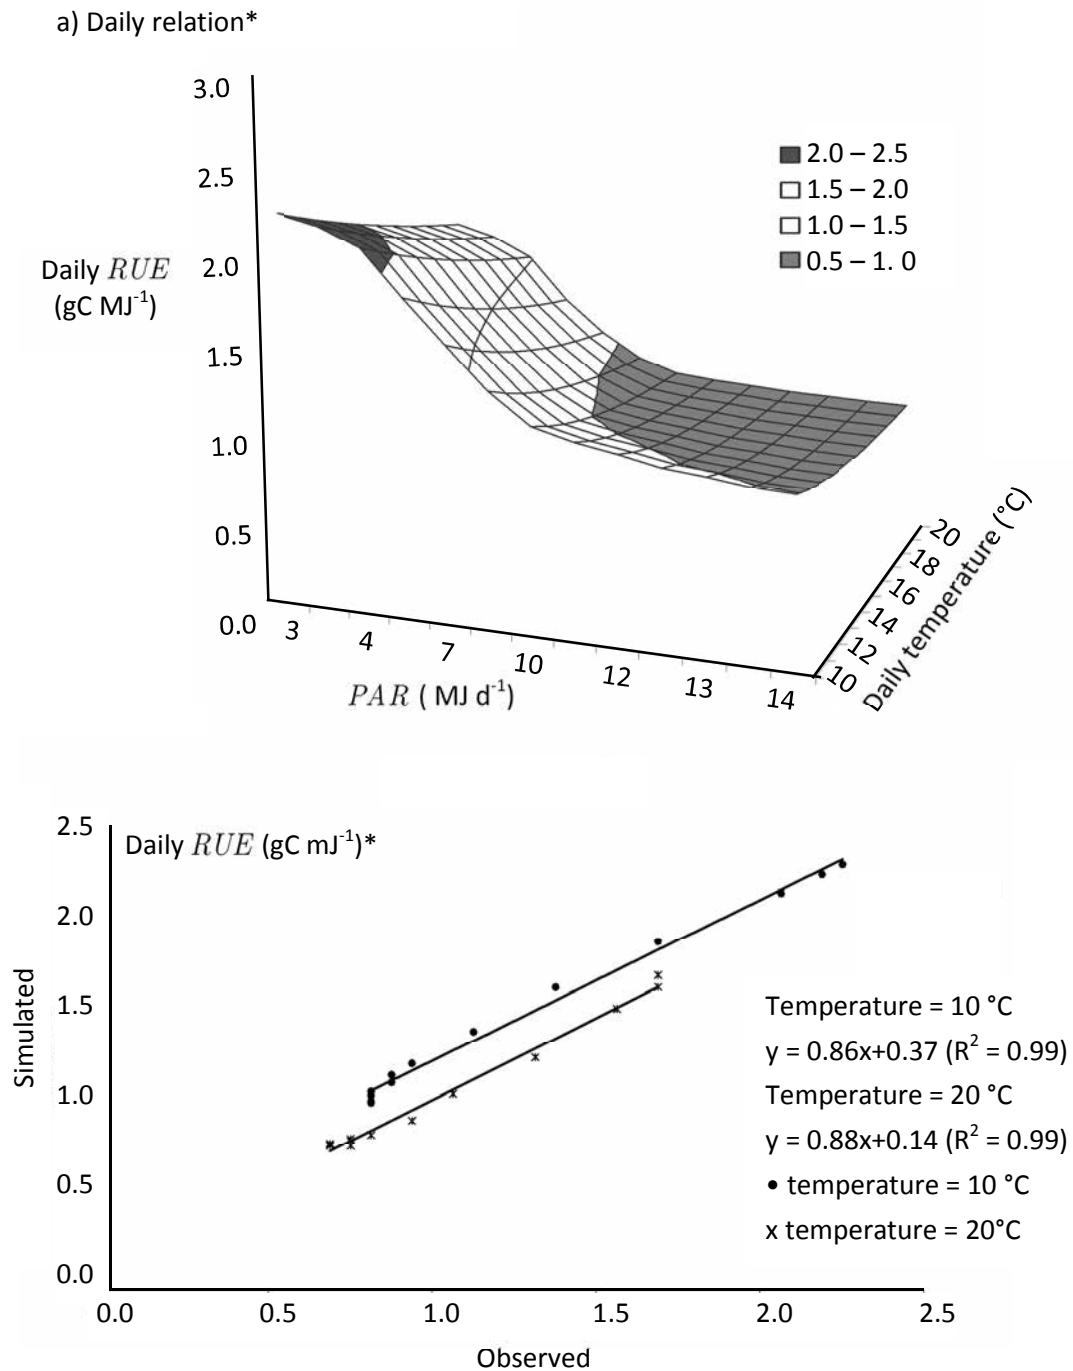 a) Daily relation*
3.0
2.5
2.0
1.5
1.0
0.5
0.0
Daily RUE
(gC MJ-1)
2.0 – 2.5
1.5 – 2.0
1.0 – 1.5
0.5 – 1. 0
3
4
7
10
12
13
14
PAR ( MJ d-1)
20
18
16
14
12
10
Daily temperature (°C)
Daily RUE (gC mJ-1)*
2.5
2.0
1.5
1.0
0.5
0.0
Simulated
Temperature = 10 °C
y = 0.86x+0.37 (R2 = 0.99)
Temperature = 20 °C
y = 0.88x+0.14 (R2 = 0.99)
• temperature = 10 °C
x temperature = 20°C
0.0
0.5
1.0
1.5
2.0
2.5
Observed